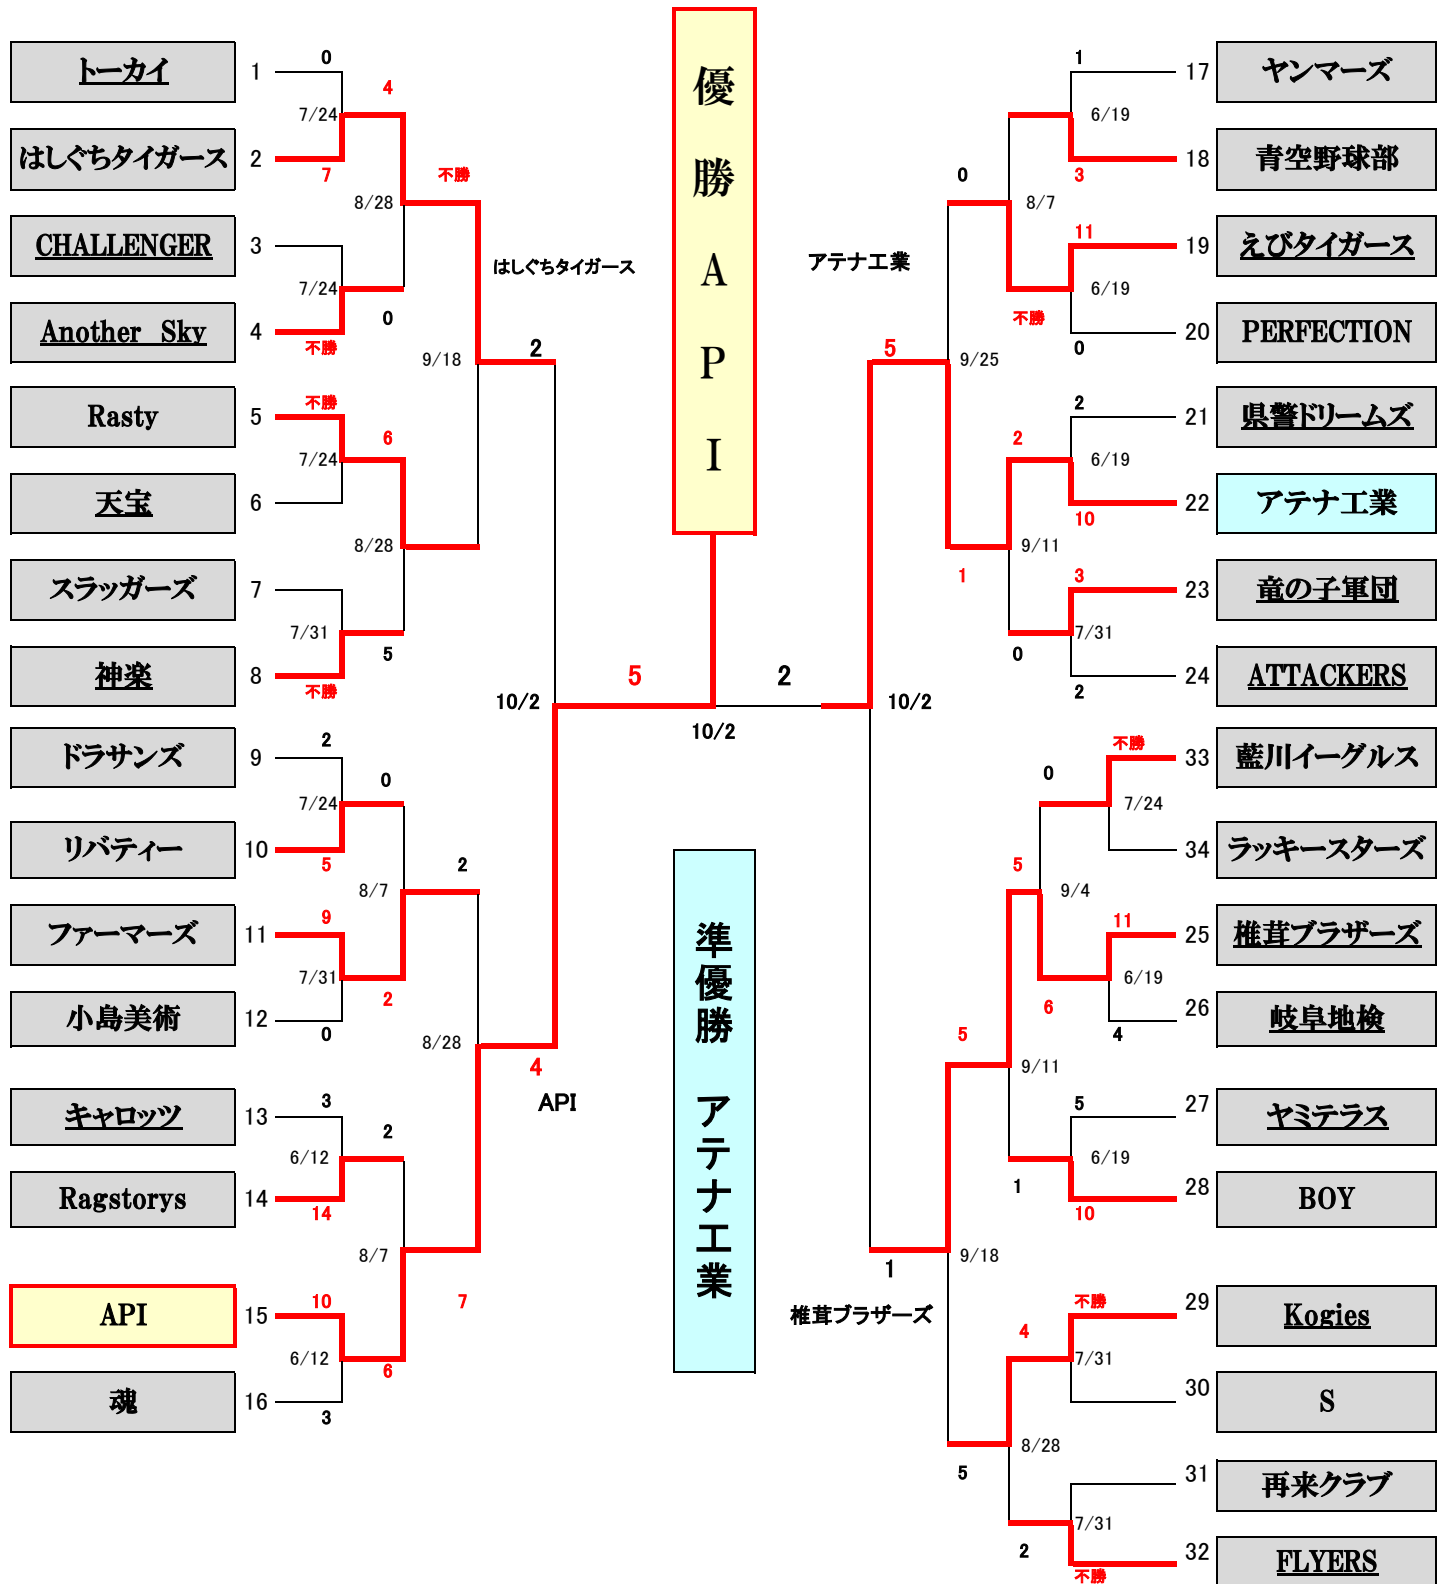 優勝 API
準優勝 アテナ工業
トーカイ 1 0
7/24 4
はしぐちタイガース 2 7
8/28 不勝
CHALLENGER 3
7/24 0
Another Sky 4 不勝
はしぐちタイガース
9/18 2
Rasty 5 不勝
7/24 6
天宝 6
8/28
スラッガーズ 7
7/31 5
神楽 8 不勝
10/2 5
ドラサンズ 9 2
7/24 0
リバティー 10 5
8/7 2
ファーマーズ 11 9
7/31 2
小島美術 12 0
8/28 4
API
キャロッツ 13 3
6/12 2
Ragstorys 14 14
8/7 7
API 15 10
6/12 6
魂 16 3
10/2
2
1 17 ヤンマーズ
6/19
3 18 青空野球部
0 8/7
11 19 えびタイガース
不勝 6/19
0 20 PERFECTION
アテナ工業
5 9/25
2 21 県警ドリームズ
2 6/19
10 22 アテナ工業
1 9/11
3 23 竜の子軍団
0 7/31
2 24 ATTACKERS
10/2
不勝 33 藍川イーグルス
0 7/24
34 ラッキースターズ
5 9/4
11 25 椎茸ブラザーズ
6 6/19
4 26 岐阜地検
5 9/11
5 27 ヤミテラス
1 6/19
10 28 BOY
1 9/18
椎茸ブラザーズ
不勝 29 Kogies
4 7/31
30 S
5 8/28
31 再来クラブ
2 7/31
不勝 32 FLYERS